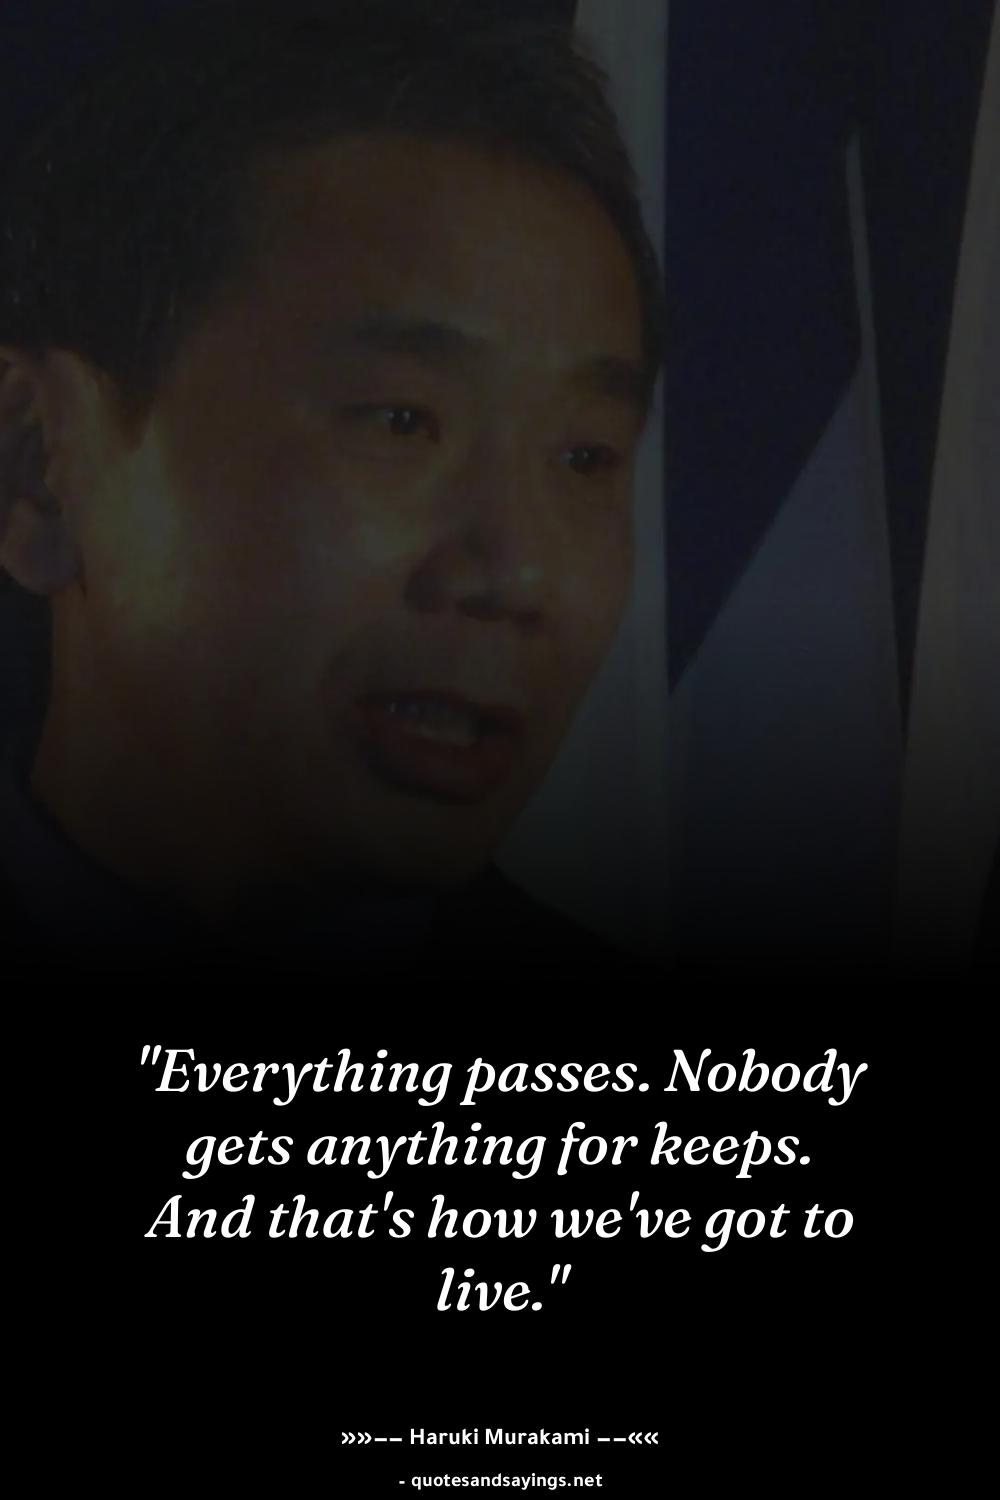 "Everything passes. Nobody
gets anything for keeps.
And that's how we've got to
live."
»»−− Haruki Murakami −−««
- quotesandsayings.net